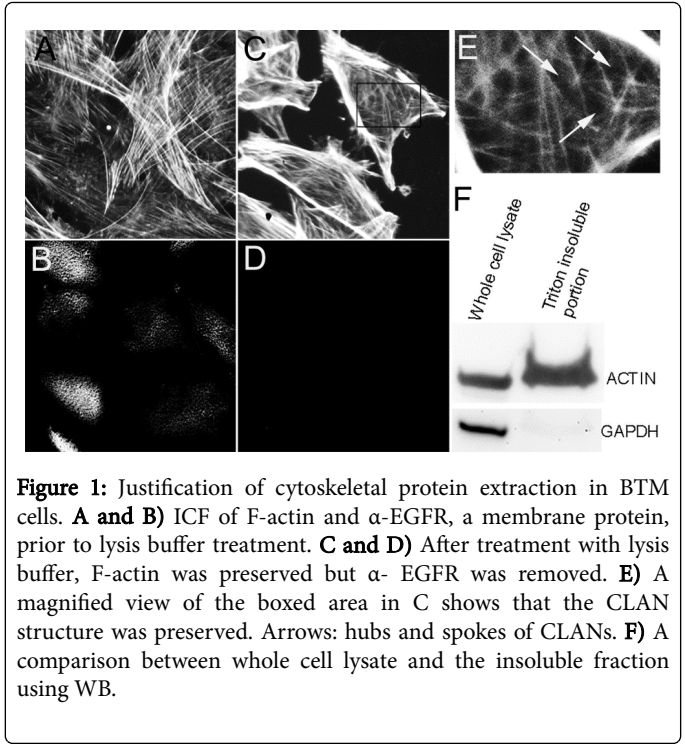 A
C
E
B
D
F
Whole cell lysate
Triton insoluble
portion
ACTIN
GAPDH
Figure 1: Justification of cytoskeletal protein extraction in BTM
cells. A and B) ICF of F-actin and α-EGFR, a membrane protein,
prior to lysis buffer treatment. C and D) After treatment with lysis
buffer, F-actin was preserved but α- EGFR was removed. E) A
magnified view of the boxed area in C shows that the CLAN
structure was preserved. Arrows: hubs and spokes of CLANs. F) A
comparison between whole cell lysate and the insoluble fraction
using WB.